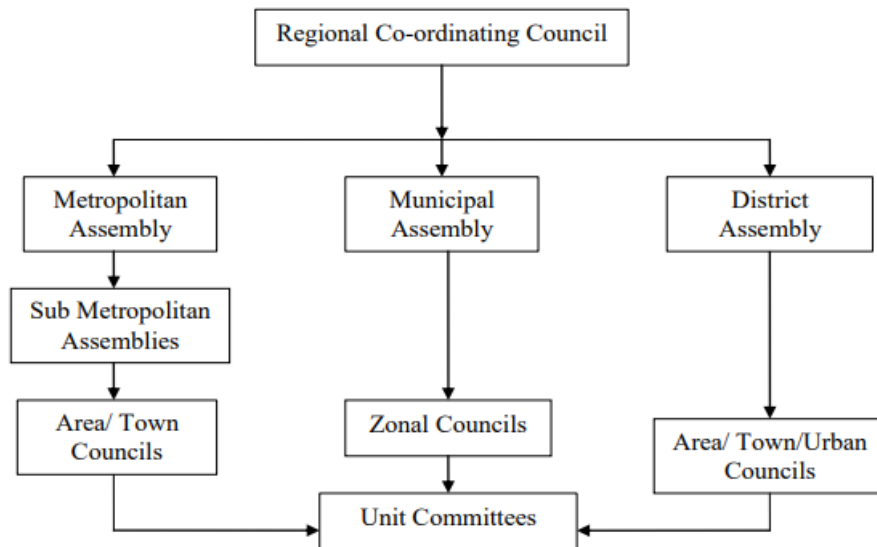 Regional Co-ordinating Council
Metropolitan
Assembly
Municipal
Assembly
District
Assembly
Sub Metropolitan
Assemblies
Area/ Town
Councils
Zonal Councils
Area/ Town/Urban
Councils
Unit Committees